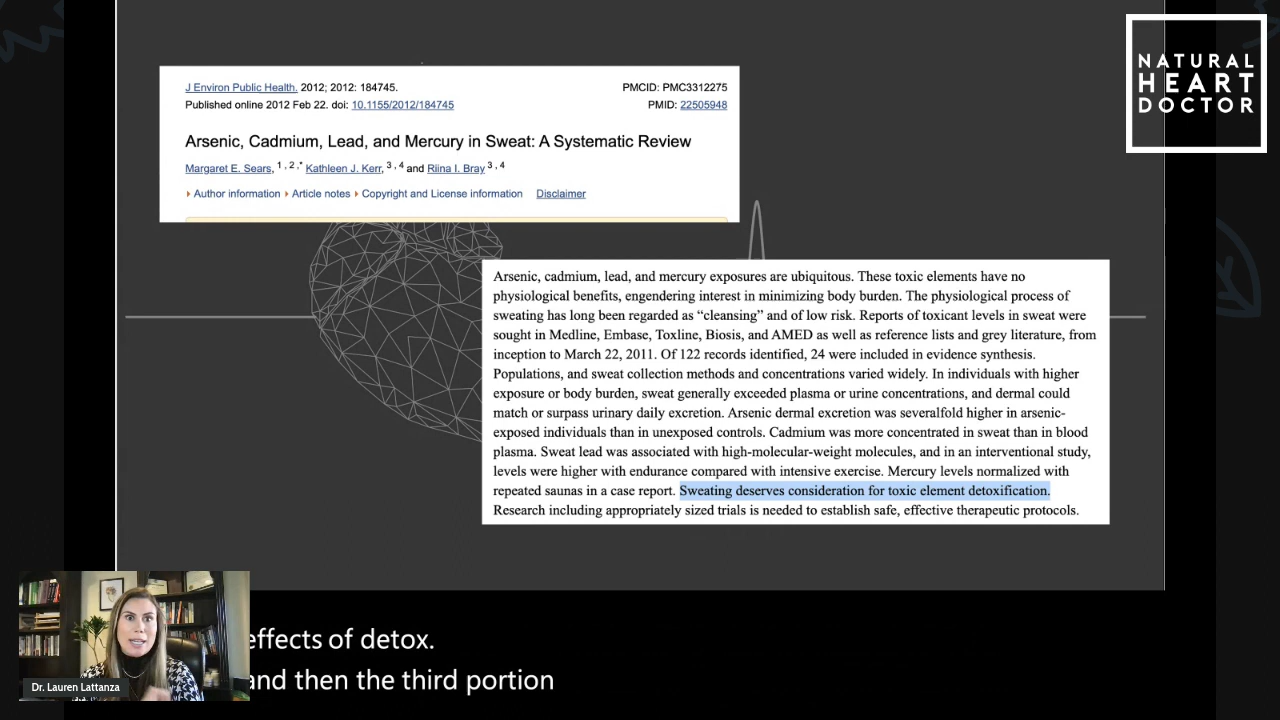 NATURAL
HEART
DOCTOR
J Environ Public Health. 2012; 2012: 184745.
PMCID: PMC3312275
Published online 2012 Feb 22. doi: 10.1155/2012/184745
PMID: 22505948
Arsenic, Cadmium, Lead, and Mercury in Sweat: A Systematic Review
Margaret E. Sears, 1 , 2 ,* Kathleen J. Kerr, 3 , 4 and Riina I. Bray 3 , 4
Author information Article notes Copyright and License information Disclaimer
Arsenic, cadmium, lead, and mercury exposures are ubiquitous. These toxic elements have no
physiological benefits, engendering interest in minimizing body burden. The physiological process of
sweating has long been regarded as “cleansing” and of low risk. Reports of toxicant levels in sweat were
sought in Medline, Embase, Toxline, Biosis, and AMED as well as reference lists and grey literature, from
inception to March 22, 2011. Of 122 records identified, 24 were included in evidence synthesis.
Populations, and sweat collection methods and concentrations varied widely. In individuals with higher
exposure or body burden, sweat generally exceeded plasma or urine concentrations, and dermal could
match or surpass urinary daily excretion. Arsenic dermal excretion was severalfold higher in arsenic-
exposed individuals than in unexposed controls. Cadmium was more concentrated in sweat than in blood
plasma. Sweat lead was associated with high-molecular-weight molecules, and in an interventional study,
levels were higher with endurance compared with intensive exercise. Mercury levels normalized with
repeated saunas in a case report. Sweating deserves consideration for toxic element detoxification.
Research including appropriately sized trials is needed to establish safe, effective therapeutic protocols.
effects of detox.
and then the third portion
Dr. Lauren Lattanza